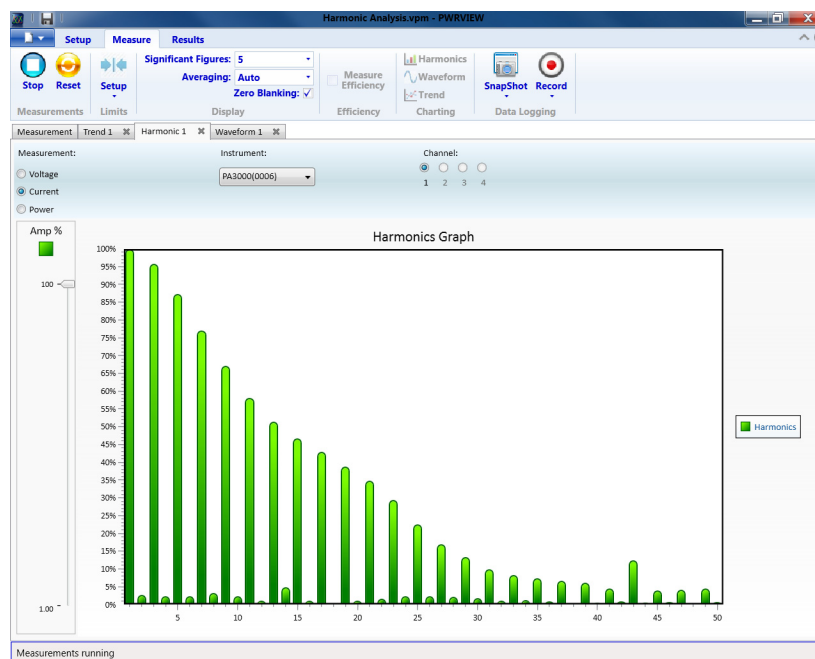 Harmonic Analysis.vpm - PWRVIEW
Setup Measure Results
Significant Figures: 5
Averaging: Auto
Zero Blanking:
Stop Reset Setup
Measure Efficiency
Harmonics
Waveform
Trend
SnapShot Record
Measurements Limits Display Efficiency Charting Data Logging
Measurement Trend 1 Harmonic 1 Waveform 1
Measurement: Instrument: Channel:
Voltage
Current
Power
PA3000(0006)
1 2 3 4
Amp %
100
1.00
Harmonics Graph
100%
95%
90%
85%
80%
75%
70%
65%
60%
55%
50%
45%
40%
35%
30%
25%
20%
15%
10%
5%
0%
5 10 15 20 25 30 35 40 45 50
Harmonics
Measurements running